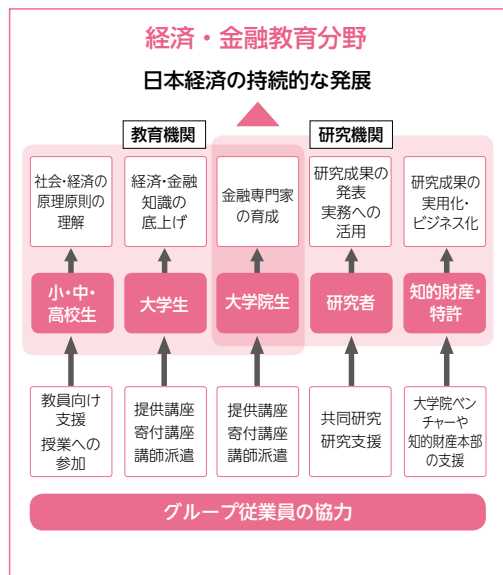 経済・金融教育分野
日本経済の持続的な発展
教育機関
研究機関
社会・経済の
原理原則の
理解
経済・金融
知識の
底上げ
金融専門家
の育成
研究成果の
発表
実務への
活用
研究成果の
実用化・
ビジネス化
小・中・
高校生
大学生
大学院生
研究者
知的財産・
特許
教員向け
支援
授業への
参加
提供講座
寄付講座
講師派遣
提供講座
寄付講座
講師派遣
共同研究
研究支援
大学院ベン
チャーや
知的財産本部
の支援
グループ従業員の協力